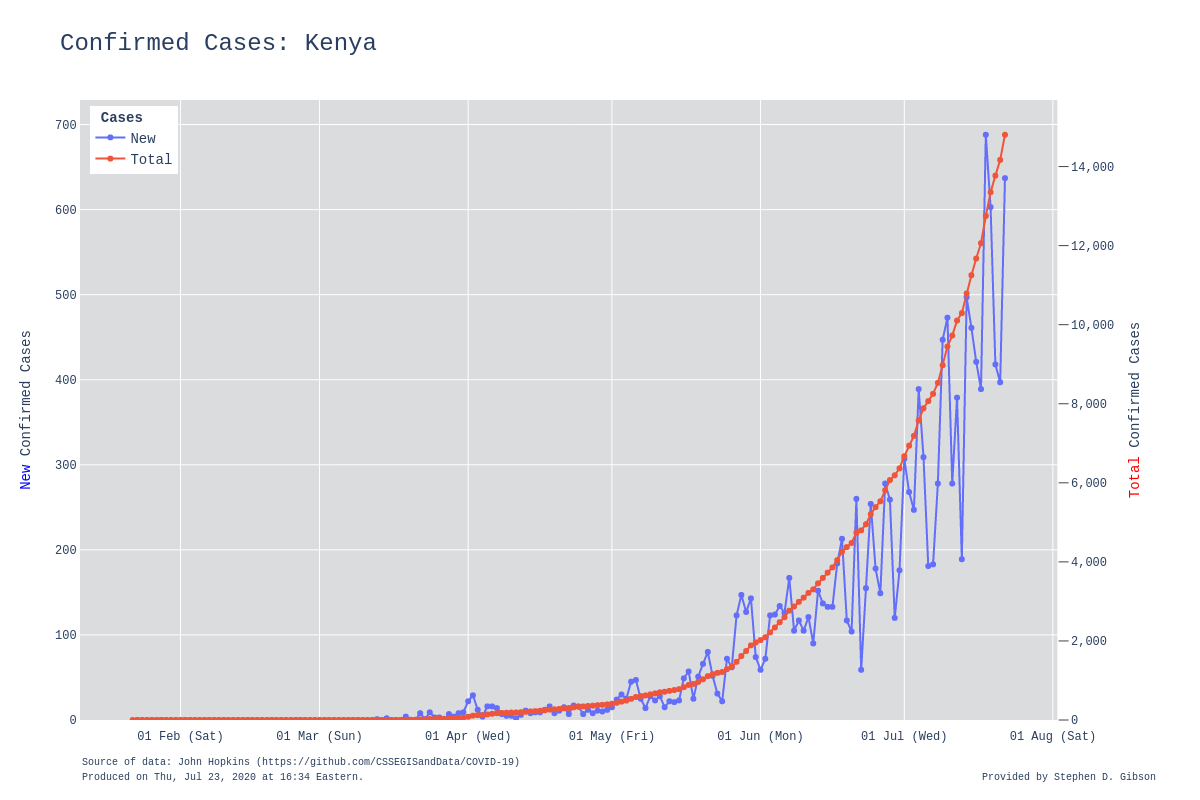 Confirmed Cases: Kenya
Cases
New
Total
700
600
500
400
300
200
100
0
New Confirmed Cases
14,000
12,000
10,000
8,000
6,000
4,000
2,000
0
Total Confirmed Cases
01 Feb (Sat) 01 Mar (Sun) 01 Apr (Wed) 01 May (Fri) 01 Jun (Mon) 01 Jul (Wed) 01 Aug (Sat)
Source of data: John Hopkins (https://github.com/CSSEGISandData/COVID-19)
Produced on Thu, Jul 23, 2020 at 16:34 Eastern.
Provided by Stephen D. Gibson